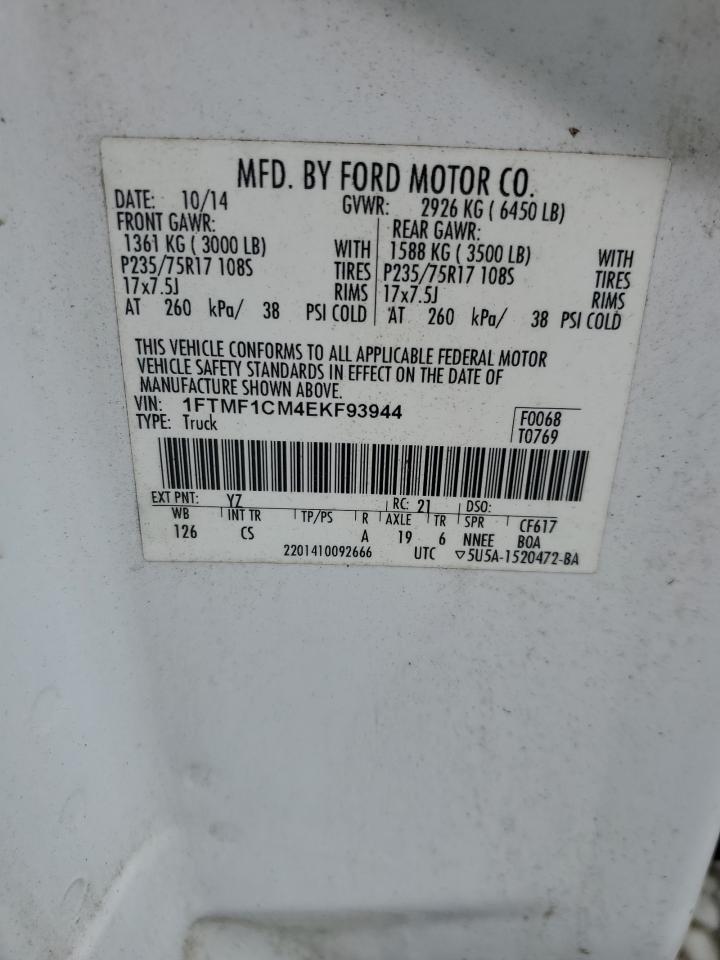 MFD. BY FORD MOTOR CO.
DATE: 10/14 GVWR: 2926 KG ( 6450 LB)
FRONT GAWR: REAR GAWR:
1361 KG ( 3000 LB) WITH 1588 KG ( 3500 LB) WITH
P235/75R17 108S TIRES P235/75R17 108S TIRES
17x7.5J RIMS 17x7.5J RIMS
AT 260 kPa/ 38 PSI COLD AT 260 kPa/ 38 PSI COLD
THIS VEHICLE CONFORMS TO ALL APPLICABLE FEDERAL MOTOR
VEHICLE SAFETY STANDARDS IN EFFECT ON THE DATE OF
MANUFACTURE SHOWN ABOVE.
VIN: 1FTMF1CM4EKF93944 F0068
TYPE: Truck T0769
EXT PNT: YZ RC: 21 DSO:
WB INT TR TP/PS R AXLE TR SPR CF617
126 CS A 19 6 NNEE BOA
2201410092666 UTC ▽5U5A-1520472-BA